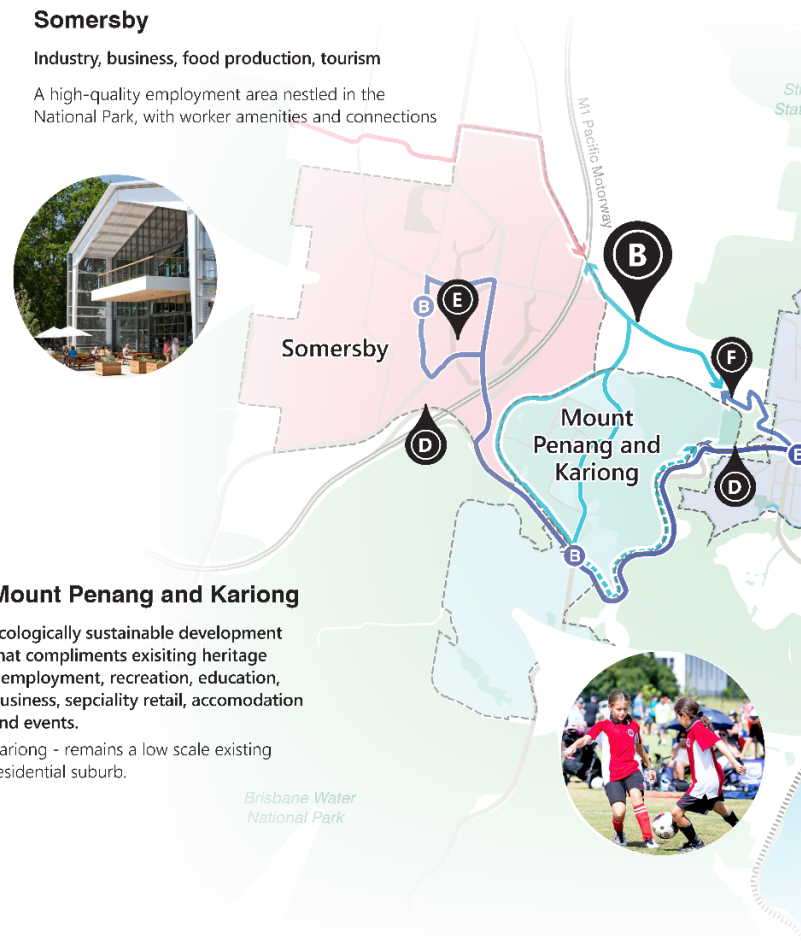 Somersby
Industry, business, food production, tourism
A high-quality employment area nestled in the
National Park, with worker amenities and connections
M1 Pacific Motorway
B
B
E
F
Somersby
Mount
Penang and
Kariong
D
D
B
Mount Penang and Kariong
cologically sustainable development
hat compliments exisiting heritage
employment, recreation, education,
usiness, sepciality retail, accomodation
nd events.
ariong - remains a low scale existing
esidential suburb.
Brisbane Water
National Park